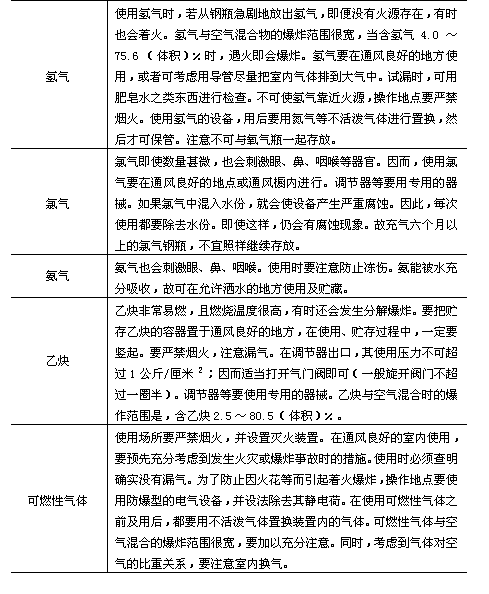 氢气
使用氢气时，若从钢瓶急剧地放出氢气，即便没有火源存在，有时
也会着火。氢气与空气混合物的爆炸范围很宽，当含氢气 4.0 ～
75.6（体积）%时，遇火即会爆炸。氢气要在通风良好的地方使
用，或者可考虑用导管尽量把室内气体排到大气中。试漏时，可用
肥皂水之类东西进行检查。不可使氢气靠近火源，操作地点要严禁
烟火。使用氢气的设备，用后要用氮气等不活泼气体进行置换，然
后才可保管。注意不可与氧气瓶一起存放。
氯气
氯气即使数量甚微，也会刺激眼、鼻、咽喉等器官。因而，使用氯
气要在通风良好的地点或通风橱内进行。调节器等要用专用的器
械。如果氯气中混入水份，就会使设备产生严重腐蚀。因此，每次
使用都要除去水份。即使这样，仍会有腐蚀现象。故充气六个月以
上的氯气钢瓶，不宜照样继续存放。
氨气
氨气也会刺激眼、鼻、咽喉。使用时要注意防止冻伤。氨能被水充
分吸收，故可在允许洒水的地方使用及贮藏。
乙炔
乙炔非常易燃，且燃烧温度很高，有时还会发生分解爆炸。要把贮
存乙炔的容器置于通风良好的地方，在使用、贮存过程中，一定要
竖起。要严禁烟火，注意漏气。在调节器出口，其使用压力不可超
过 1 公斤/厘米²；因而适当打开气门阀即可（一般旋开阀门不超
过一圈半）。调节器等要使用专用的器械。乙炔与空气混合时的爆
炸范围是，含乙炔 2.5～80.5（体积）%。
可燃性气体
使用场所要严禁烟火，并设置灭火装置。在通风良好的室内使用，
要预先充分考虑到发生火灾或爆炸事故时的措施。使用时必须查明
确实没有漏气。为了防止因火花等而引起着火爆炸，操作地点要使
用防爆型的电气设备，并设法除去其静电荷。在使用可燃性气体之
前及用后，都要用不活泼气体置换装置内的气体。可燃性气体与空
气混合的爆炸范围很宽，要加以充分注意。同时，考虑到气体对空
气的比重关系，要注意室内换气。